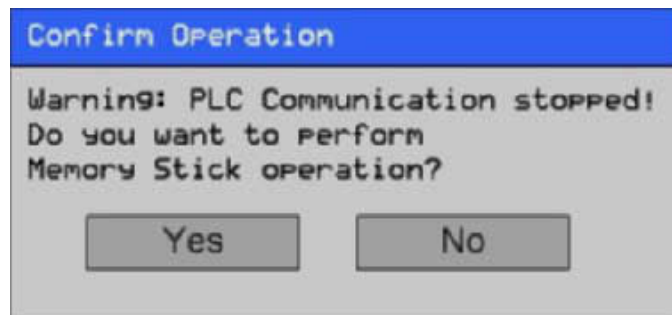 Confirm Operation
Warning: PLC Communication stopped!
Do you want to perform
Memory Stick operation?
Yes No